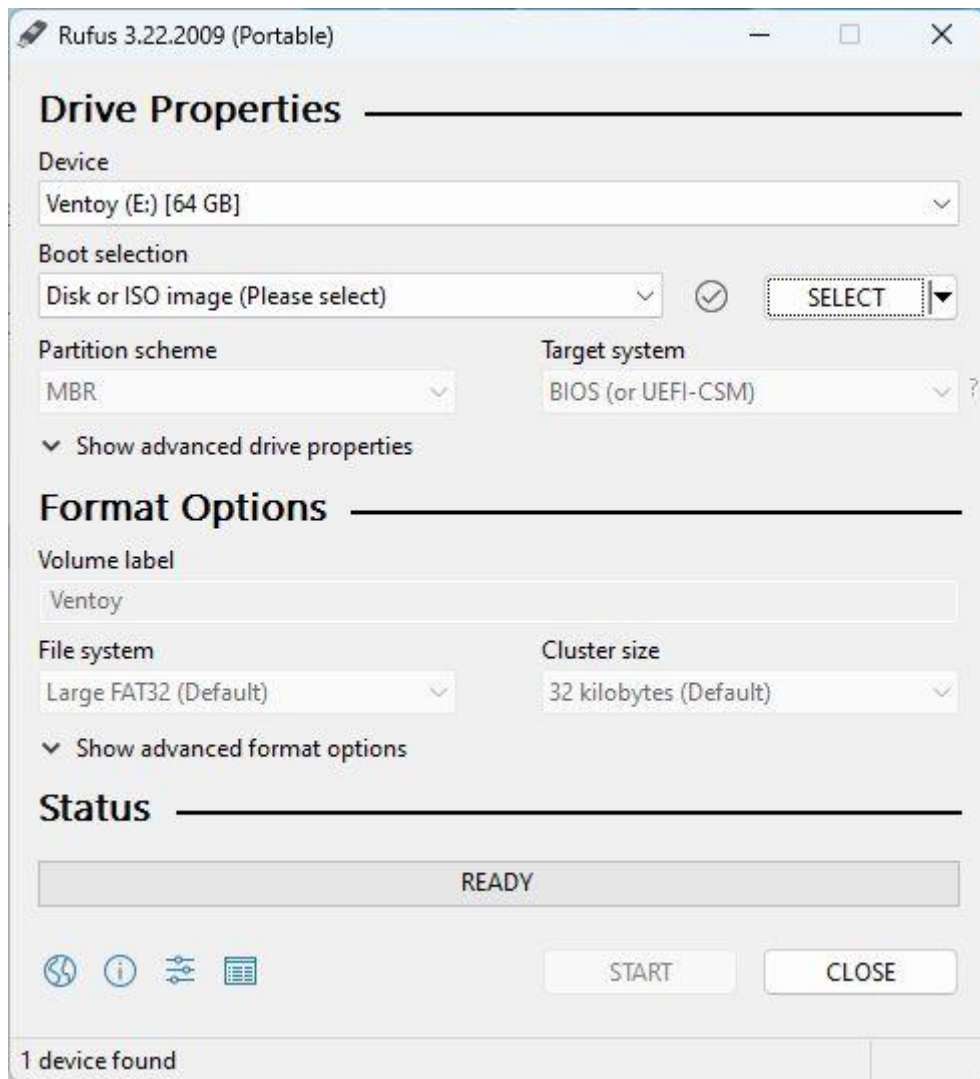 Rufus 3.22.2009 (Portable)
Drive Properties
Device
Ventoy (E:) [64 GB]
Boot selection
Disk or ISO image (Please select)
SELECT
Partition scheme
Target system
MBR
BIOS (or UEFI-CSM)
?
Show advanced drive properties
Format Options
Volume label
Ventoy
File system
Cluster size
Large FAT32 (Default)
32 kilobytes (Default)
Show advanced format options
Status
READY
START
CLOSE
1 device found